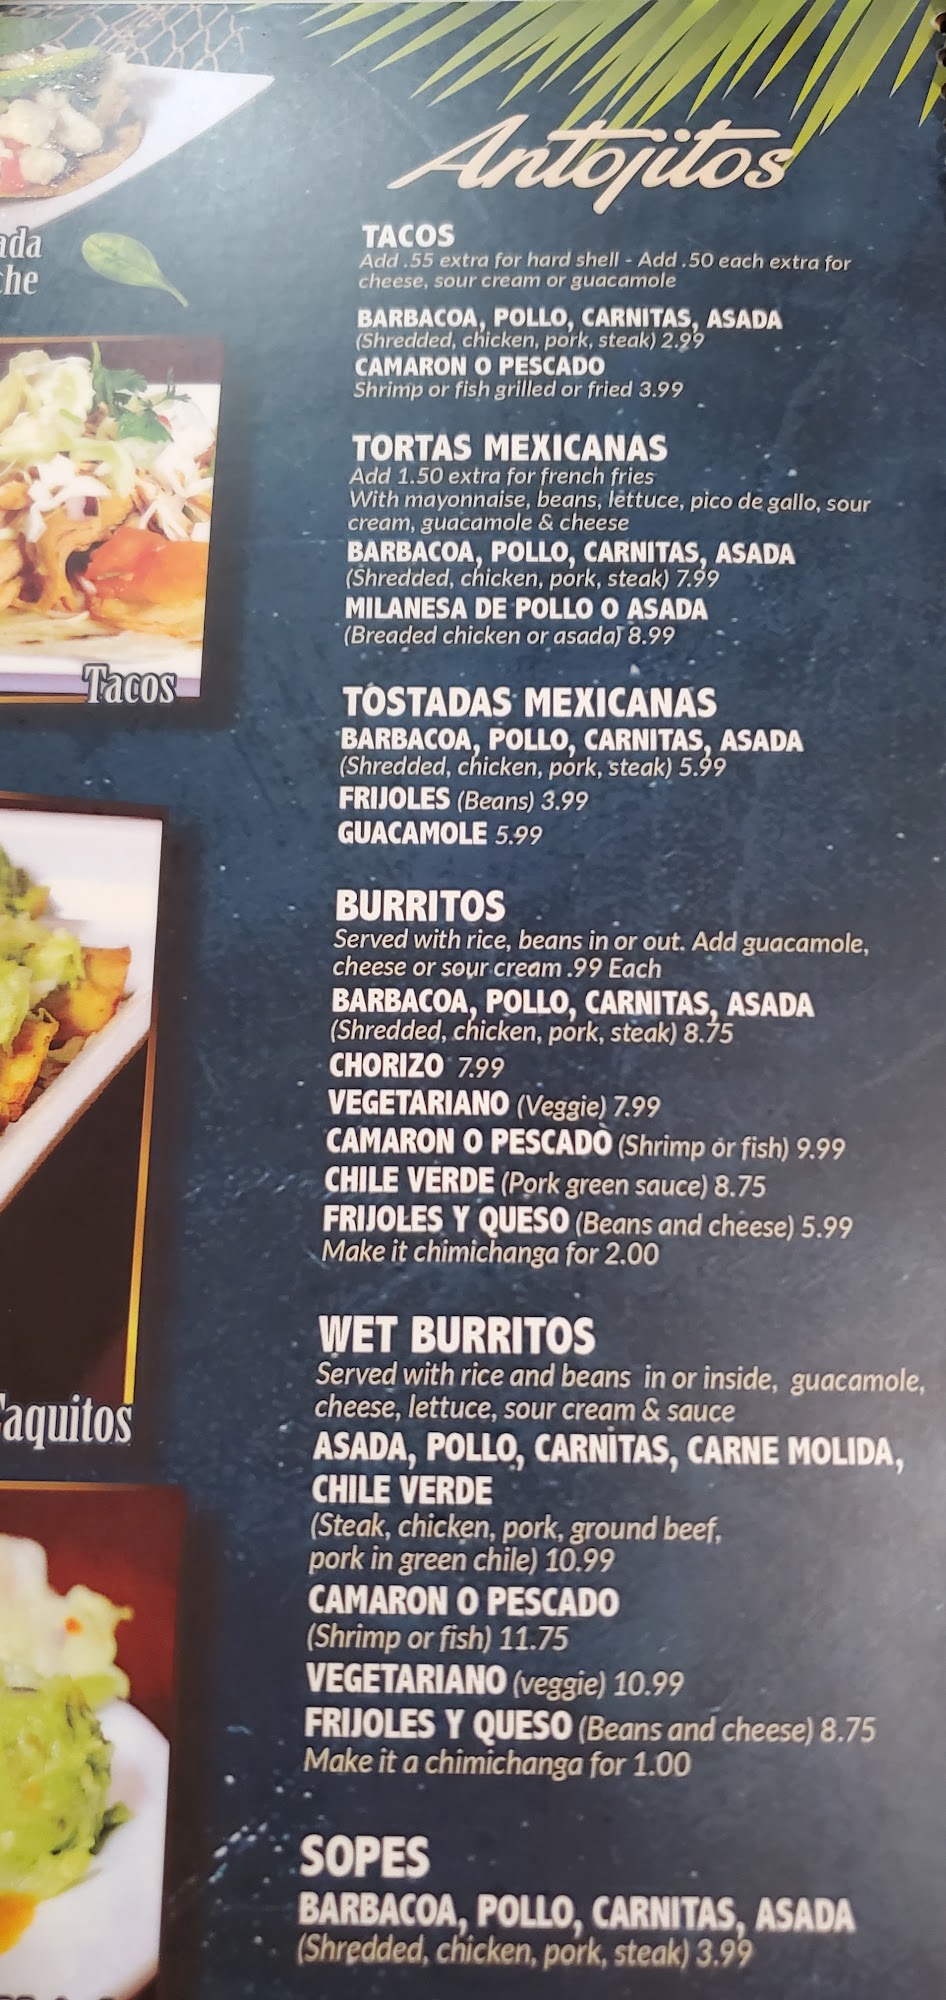 Antojitos
TACOS
Add .55 extra for hard shell - Add .50 each extra for
cheese, sour cream or guacamole
BARBACOA, POLLO, CARNITAS, ASADA
(Shredded, chicken, pork, steak) 2.99
CAMARON O PESCADO
Shrimp or fish grilled or fried 3.99
TORTAS MEXICANAS
Add 1.50 extra for french fries
With mayonnaise, beans, lettuce, pico de gallo, sour
cream, guacamole & cheese
BARBACOA, POLLO, CARNITAS, ASADA
(Shredded, chicken, pork, steak) 7.99
MILANESA DE POLLO O ASADA
(Breaded chicken or asada) 8.99
TOSTADAS MEXICANAS
BARBACOA, POLLO, CARNITAS, ASADA
(Shredded, chicken, pork, steak) 5.99
FRIJOLES (Beans) 3.99
GUACAMOLE 5.99
BURRITOS
Served with rice, beans in or out. Add guacamole,
cheese or sour cream .99 Each
BARBACOA, POLLO, CARNITAS, ASADA
(Shredded, chicken, pork, steak) 8.75
CHORIZO 7.99
VEGETARIANO (Veggie) 7.99
CAMARON O PESCADO (Shrimp or fish) 9.99
CHILE VERDE (Pork green sauce) 8.75
FRIJOLES Y QUESO (Beans and cheese) 5.99
Make it chimichanga for 2.00
WET BURRITOS
Served with rice and beans in or inside, guacamole,
cheese, lettuce, sour cream & sauce
ASADA, POLLO, CARNITAS, CARNE MOLIDA,
CHILE VERDE
(Steak, chicken, pork, ground beef,
pork in green chile) 10.99
CAMARON O PESCADO
(Shrimp or fish) 11.75
VEGETARIANO (veggie) 10.99
FRIJOLES Y QUESO (Beans and cheese) 8.75
Make it a chimichanga for 1.00
SOPES
BARBACOA, POLLO, CARNITAS, ASADA
(Shredded, chicken, pork, steak) 3.99
ada
che
Tacos
Taquitos